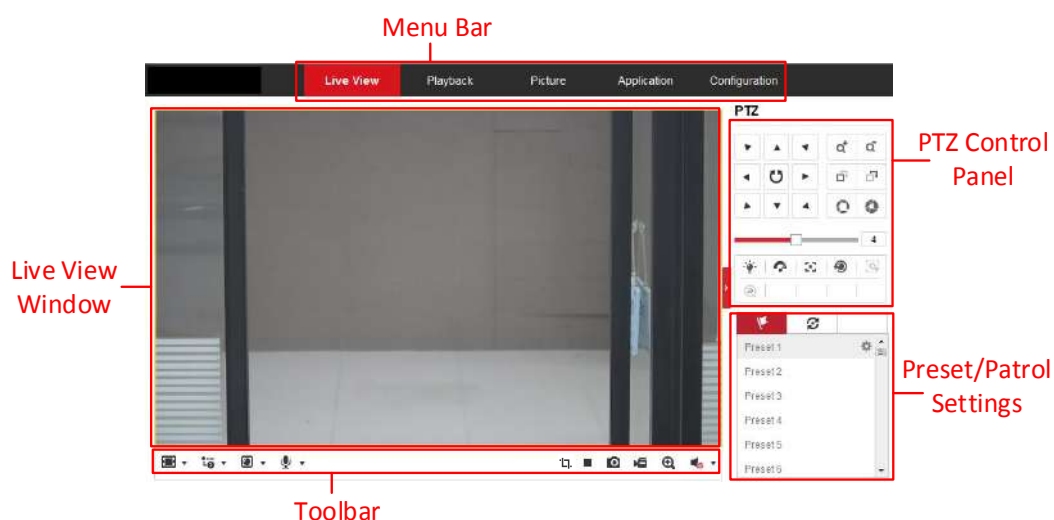 Menu Bar
Live View Playback Picture Application Configuration
PTZ
PTZ Control
Panel
4
Live View
Window
Preset 1
Preset 2
Preset 3
Preset 4
Preset 5
Preset 6
Preset/Patrol
Settings
Toolbar